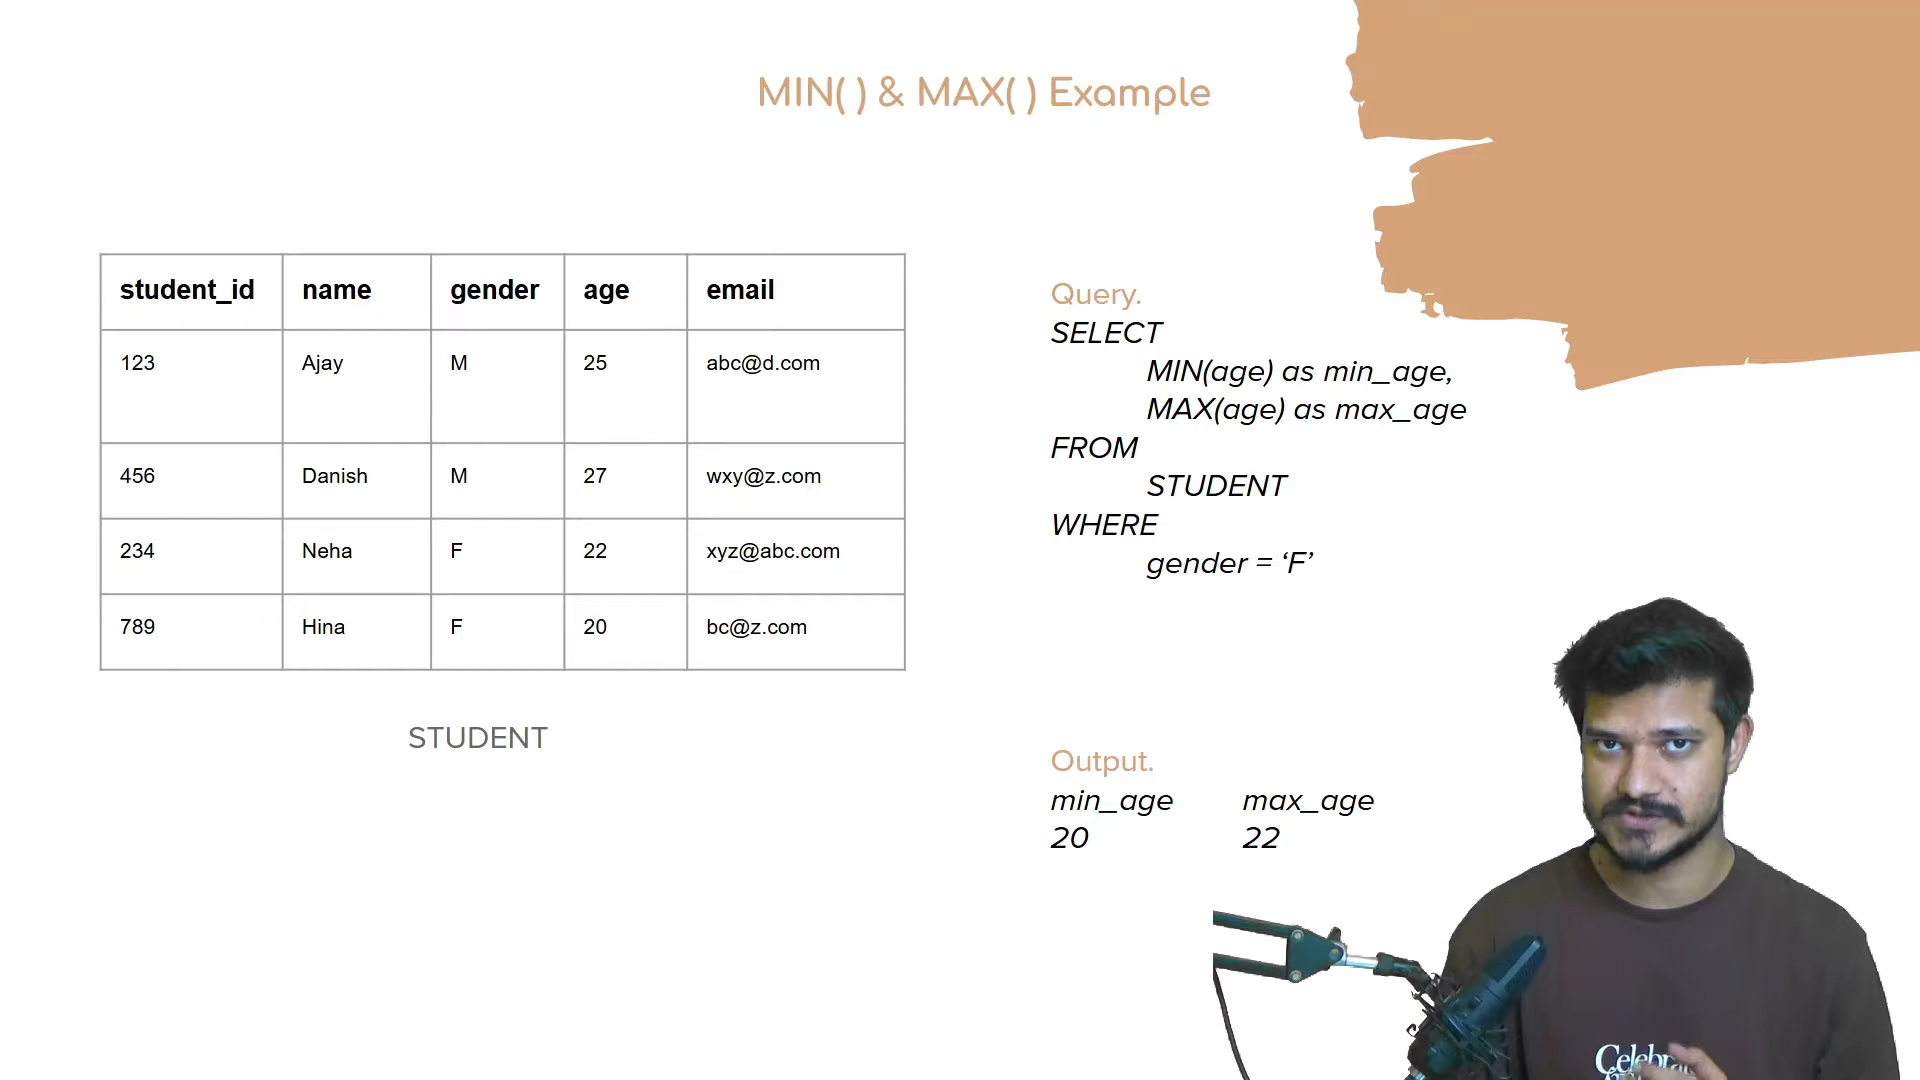 MIN( ) & MAX( ) Example
student_id name gender age email
123 Ajay M 25 abc@d.com
456 Danish M 27 wxy@z.com
234 Neha F 22 xyz@abc.com
789 Hina F 20 bc@z.com
STUDENT
Query.
SELECT
MIN(age) as min_age,
MAX(age) as max_age
FROM
STUDENT
WHERE
gender = ‘F’
Output.
min_age max_age
20 22